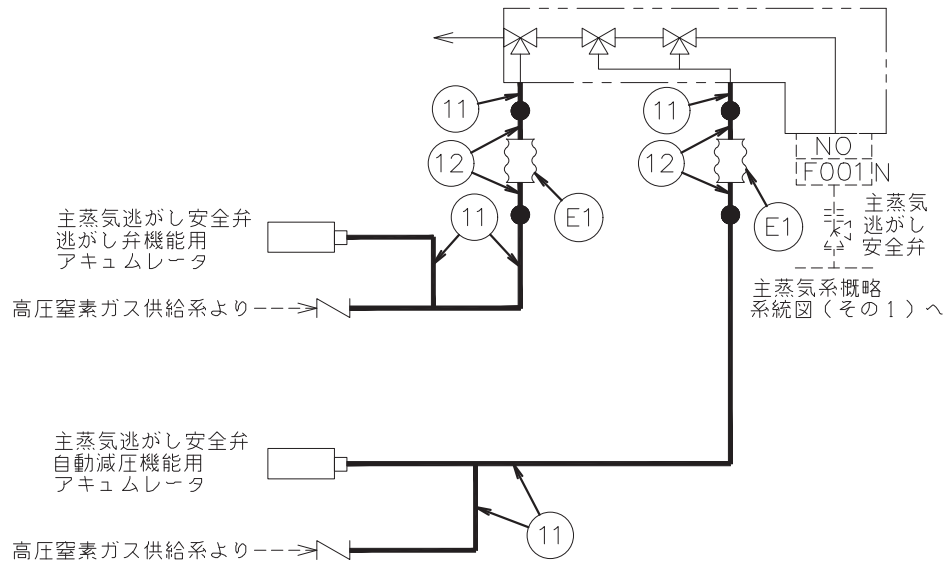 11
11
12
12
NO
F001N
E1
11
E1
主蒸気逃がし安全弁
逃がし弁機能用
アキュムレータ
主蒸気
逃がし
安全弁
高圧窒素ガス供給系より
主蒸気系概略
系統図(その1)へ
主蒸気逃がし安全弁
自動減圧機能用
アキュムレータ
11
高圧窒素ガス供給系より